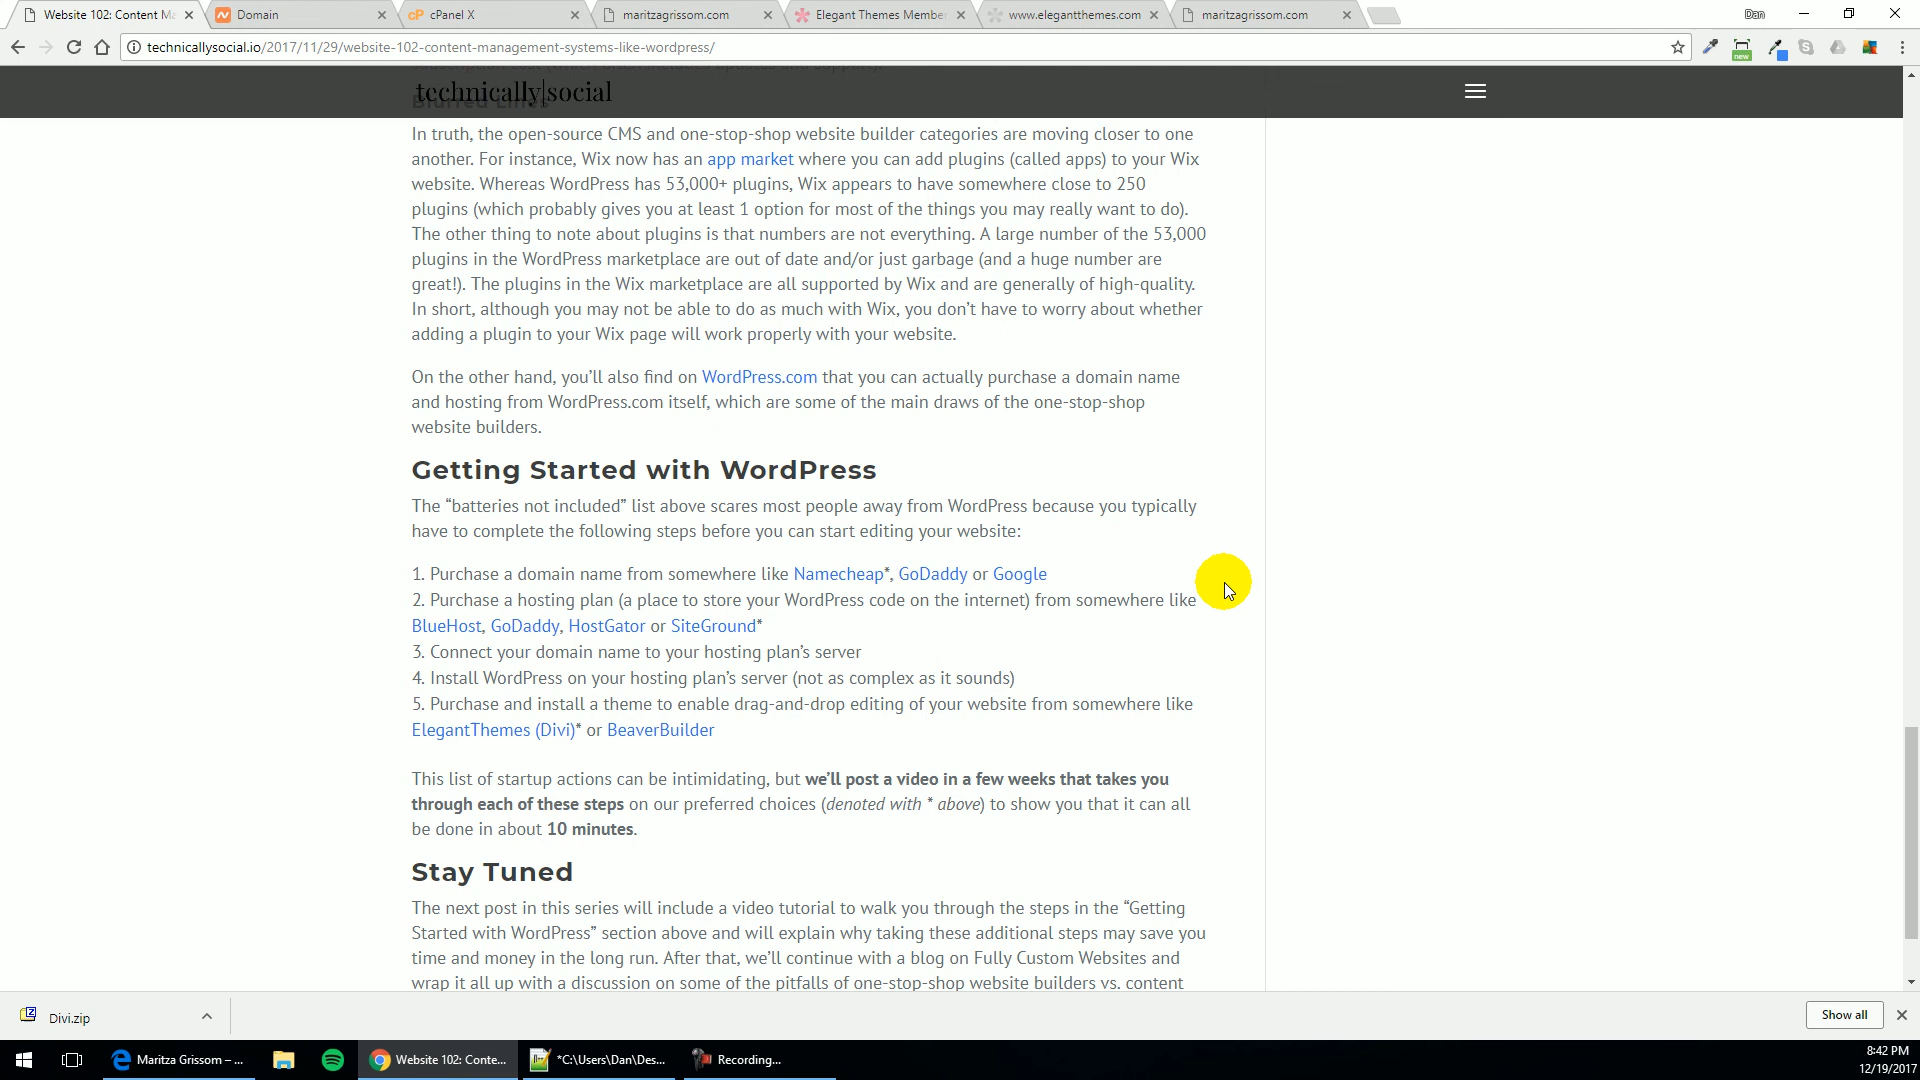 Website 102: Content Ma
Domain
cPanel X
maritzagrissom.com
Elegant Themes Membe
www.elegantthemes.com
maritzagrissom.com
Dan
technicallysocial.io/2017/11/29/website-102-content-management-systems-like-wordpress/
new
technically|social
Blurred Lines
In truth, the open-source CMS and one-stop-shop website builder categories are moving closer to one
another. For instance, Wix now has an app market where you can add plugins (called apps) to your Wix
website. Whereas WordPress has 53,000+ plugins, Wix appears to have somewhere close to 250
plugins (which probably gives you at least 1 option for most of the things you may really want to do).
The other thing to note about plugins is that numbers are not everything. A large number of the 53,000
plugins in the WordPress marketplace are out of date and/or just garbage (and a huge number are
great!). The plugins in the Wix marketplace are all supported by Wix and are generally of high-quality.
In short, although you may not be able to do as much with Wix, you don't have to worry about whether
adding a plugin to your Wix page will work properly with your website.
On the other hand, you'll also find on WordPress.com that you can actually purchase a domain name
and hosting from WordPress.com itself, which are some of the main draws of the one-stop-shop
website builders.
Getting Started with WordPress
The “batteries not included” list above scares most people away from WordPress because you typically
have to complete the following steps before you can start editing your website:
1. Purchase a domain name from somewhere like Namecheap*, GoDaddy or Google
2. Purchase a hosting plan (a place to store your WordPress code on the internet) from somewhere like
BlueHost, GoDaddy, HostGator or SiteGround*
3. Connect your domain name to your hosting plan's server
4. Install WordPress on your hosting plan's server (not as complex as it sounds)
5. Purchase and install a theme to enable drag-and-drop editing of your website from somewhere like
ElegantThemes (Divi)* or BeaverBuilder
This list of startup actions can be intimidating, but we'll post a video in a few weeks that takes you
through each of these steps on our preferred choices (denoted with * above) to show you that it can all
be done in about 10 minutes.
Stay Tuned
The next post in this series will include a video tutorial to walk you through the steps in the “Getting
Started with WordPress” section above and will explain why taking these additional steps may save you
time and money in the long run. After that, we'll continue with a blog on Fully Custom Websites and
wrap it all up with a discussion on some of the pitfalls of one-stop-shop website builders vs. content
Divi.zip
Show all
Maritza Grissom – ...
Website 102: Conte...
*C:\Users\Dan\Des...
Recording...
8:42 PM
12/19/2017